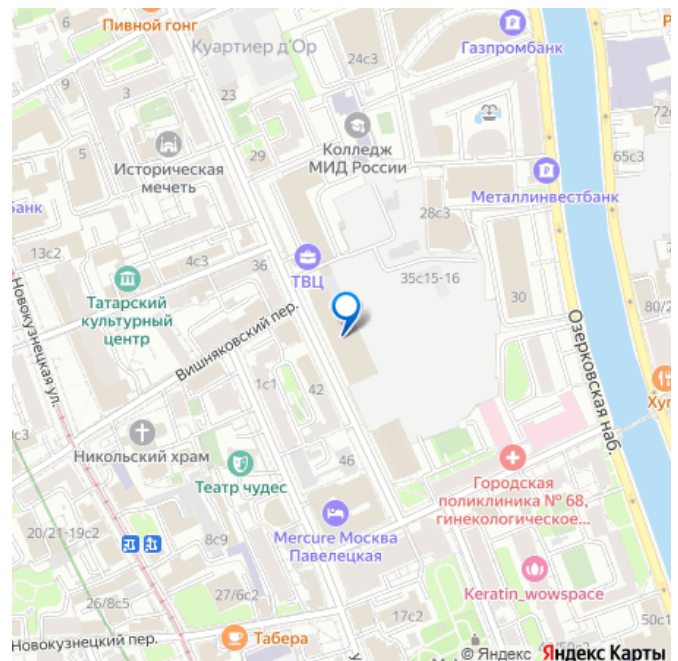 Пивной гонг
Куартиер д'Ор
24с3
Газпромбанк
6
9
3
23
5
Историческая
мечеть
29
Колледж
МИД России
65с3
Металлинвестбанк
28с3
банк
13с2
4с3
36
ТВЦ
35с15-16
30
Татарский
культурный
центр
Вишняковский пер.
Новокузнецкая ул.
Озерковская наб.
80/2
1с1
42
Никольский храм
46
Театр чудес
Городская
поликлиника № 68,
гинекологическое...
Mercure Москва
Павелецкая
20/21-19с2
8с9
Keratin_wowspace
26/8с5
27/6с2
17с2
50с1
Новокузнецкий пер.
Табера
© Яндекс Яндекс Карты